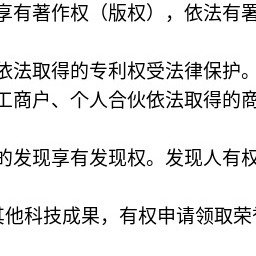 享有著作权（版权），依法有署
依法取得的专利权受法律保护。
工商户、个人合伙依法取得的商
的发现享有发现权。发现人有权
其他科技成果，有权申请领取荣